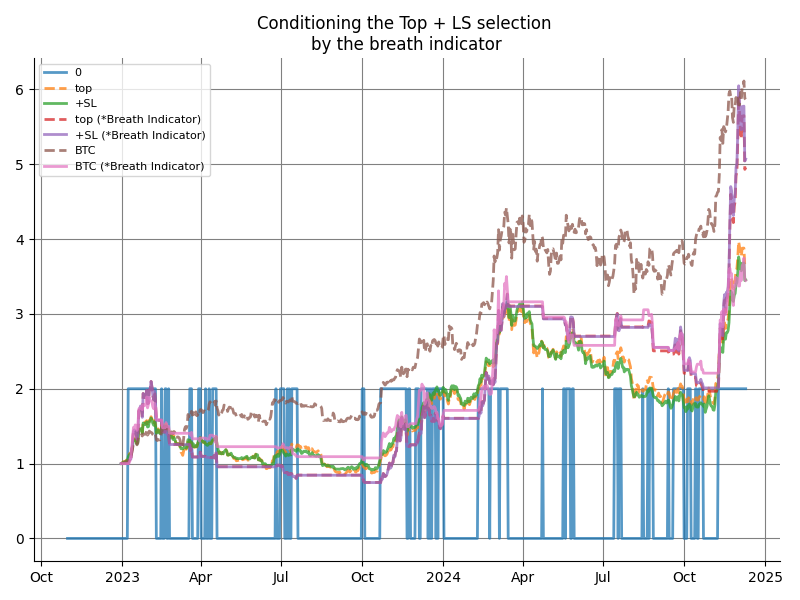 Conditioning the Top + LS selection
by the breath indicator
0
top
+SL
top (*Breath Indicator)
+SL (*Breath Indicator)
BTC
BTC (*Breath Indicator)
6
5
4
3
2
1
0
Oct
2023
Apr
Jul
Oct
2024
Apr
Jul
Oct
2025